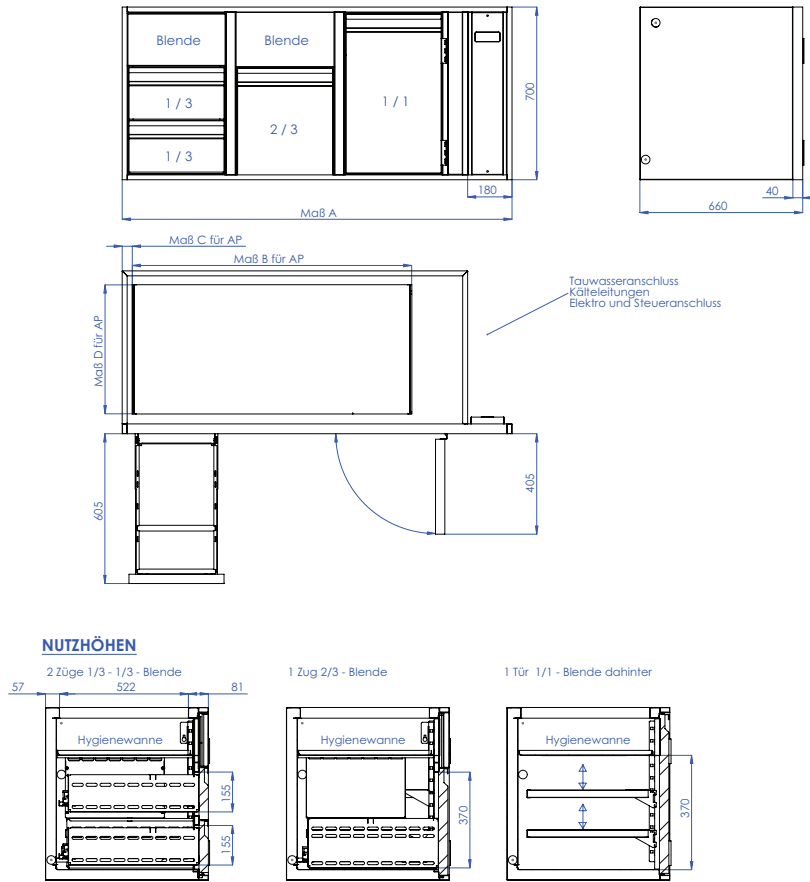 Blende
Blende
1 / 3
1 / 1
2 / 3
1 / 3
700
180
Maß A
40
660
Maß C für AP
Maß B für AP
Maß D für AP
Tauwasseranschluss
Kälteleitungen
Elektro und Steueranschluss
605
405
NUTZHÖHEN
2 Züge 1/3 - 1/3 - Blende
57
522
81
Hygienewanne
155
155
1 Zug 2/3 - Blende
Hygienewanne
370
1 Tür 1/1 - Blende dahinter
Hygienewanne
370